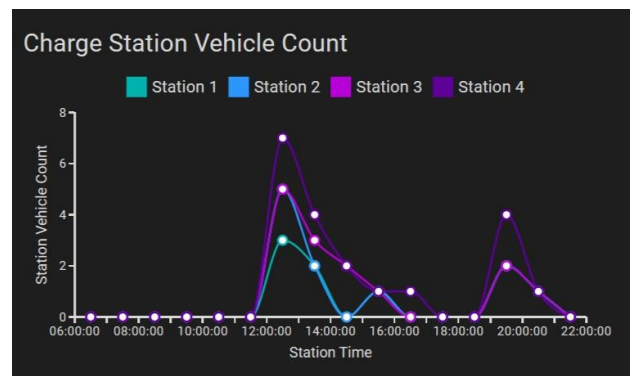 Charge Station Vehicle Count
Station 1 Station 2 Station 3 Station 4
Station Vehicle Count
8
6
4
2
0
06:00:00 08:00:00 10:00:00 12:00:00 14:00:00 16:00:00 18:00:00 20:00:00 22:00:00
Station Time